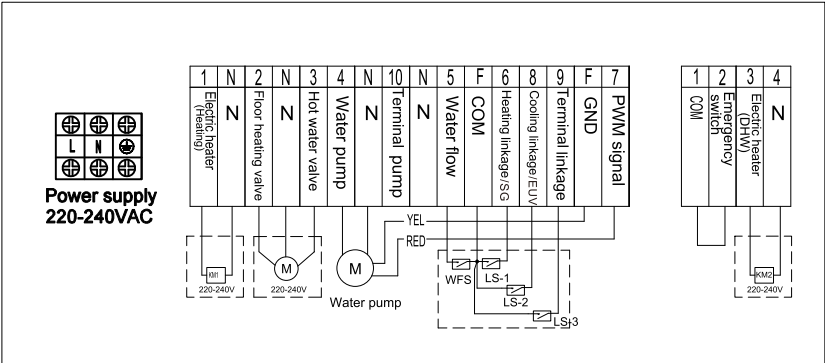 L N
Power supply
220-240VAC
1 N 2 N 3 4 N 10 N 5 F 6 8 9 F 7
Electric heater
(Heating)
N
Floor heating valve
N
Hot water valve
Water pump
N
Terminal pump
N
Water flow
COM
Heating linkage/SG
Cooling linkage/EUV
Terminal linkage
GND
PWM signal
1 2 3 4
COM
Emergency
switch
Electric heater
(DHW)
N
YEL
RED
KM1
220-240V
M
220-240V
M
Water pump
WFS
LS-1
LS-2
LS-3
KM2
220-240V